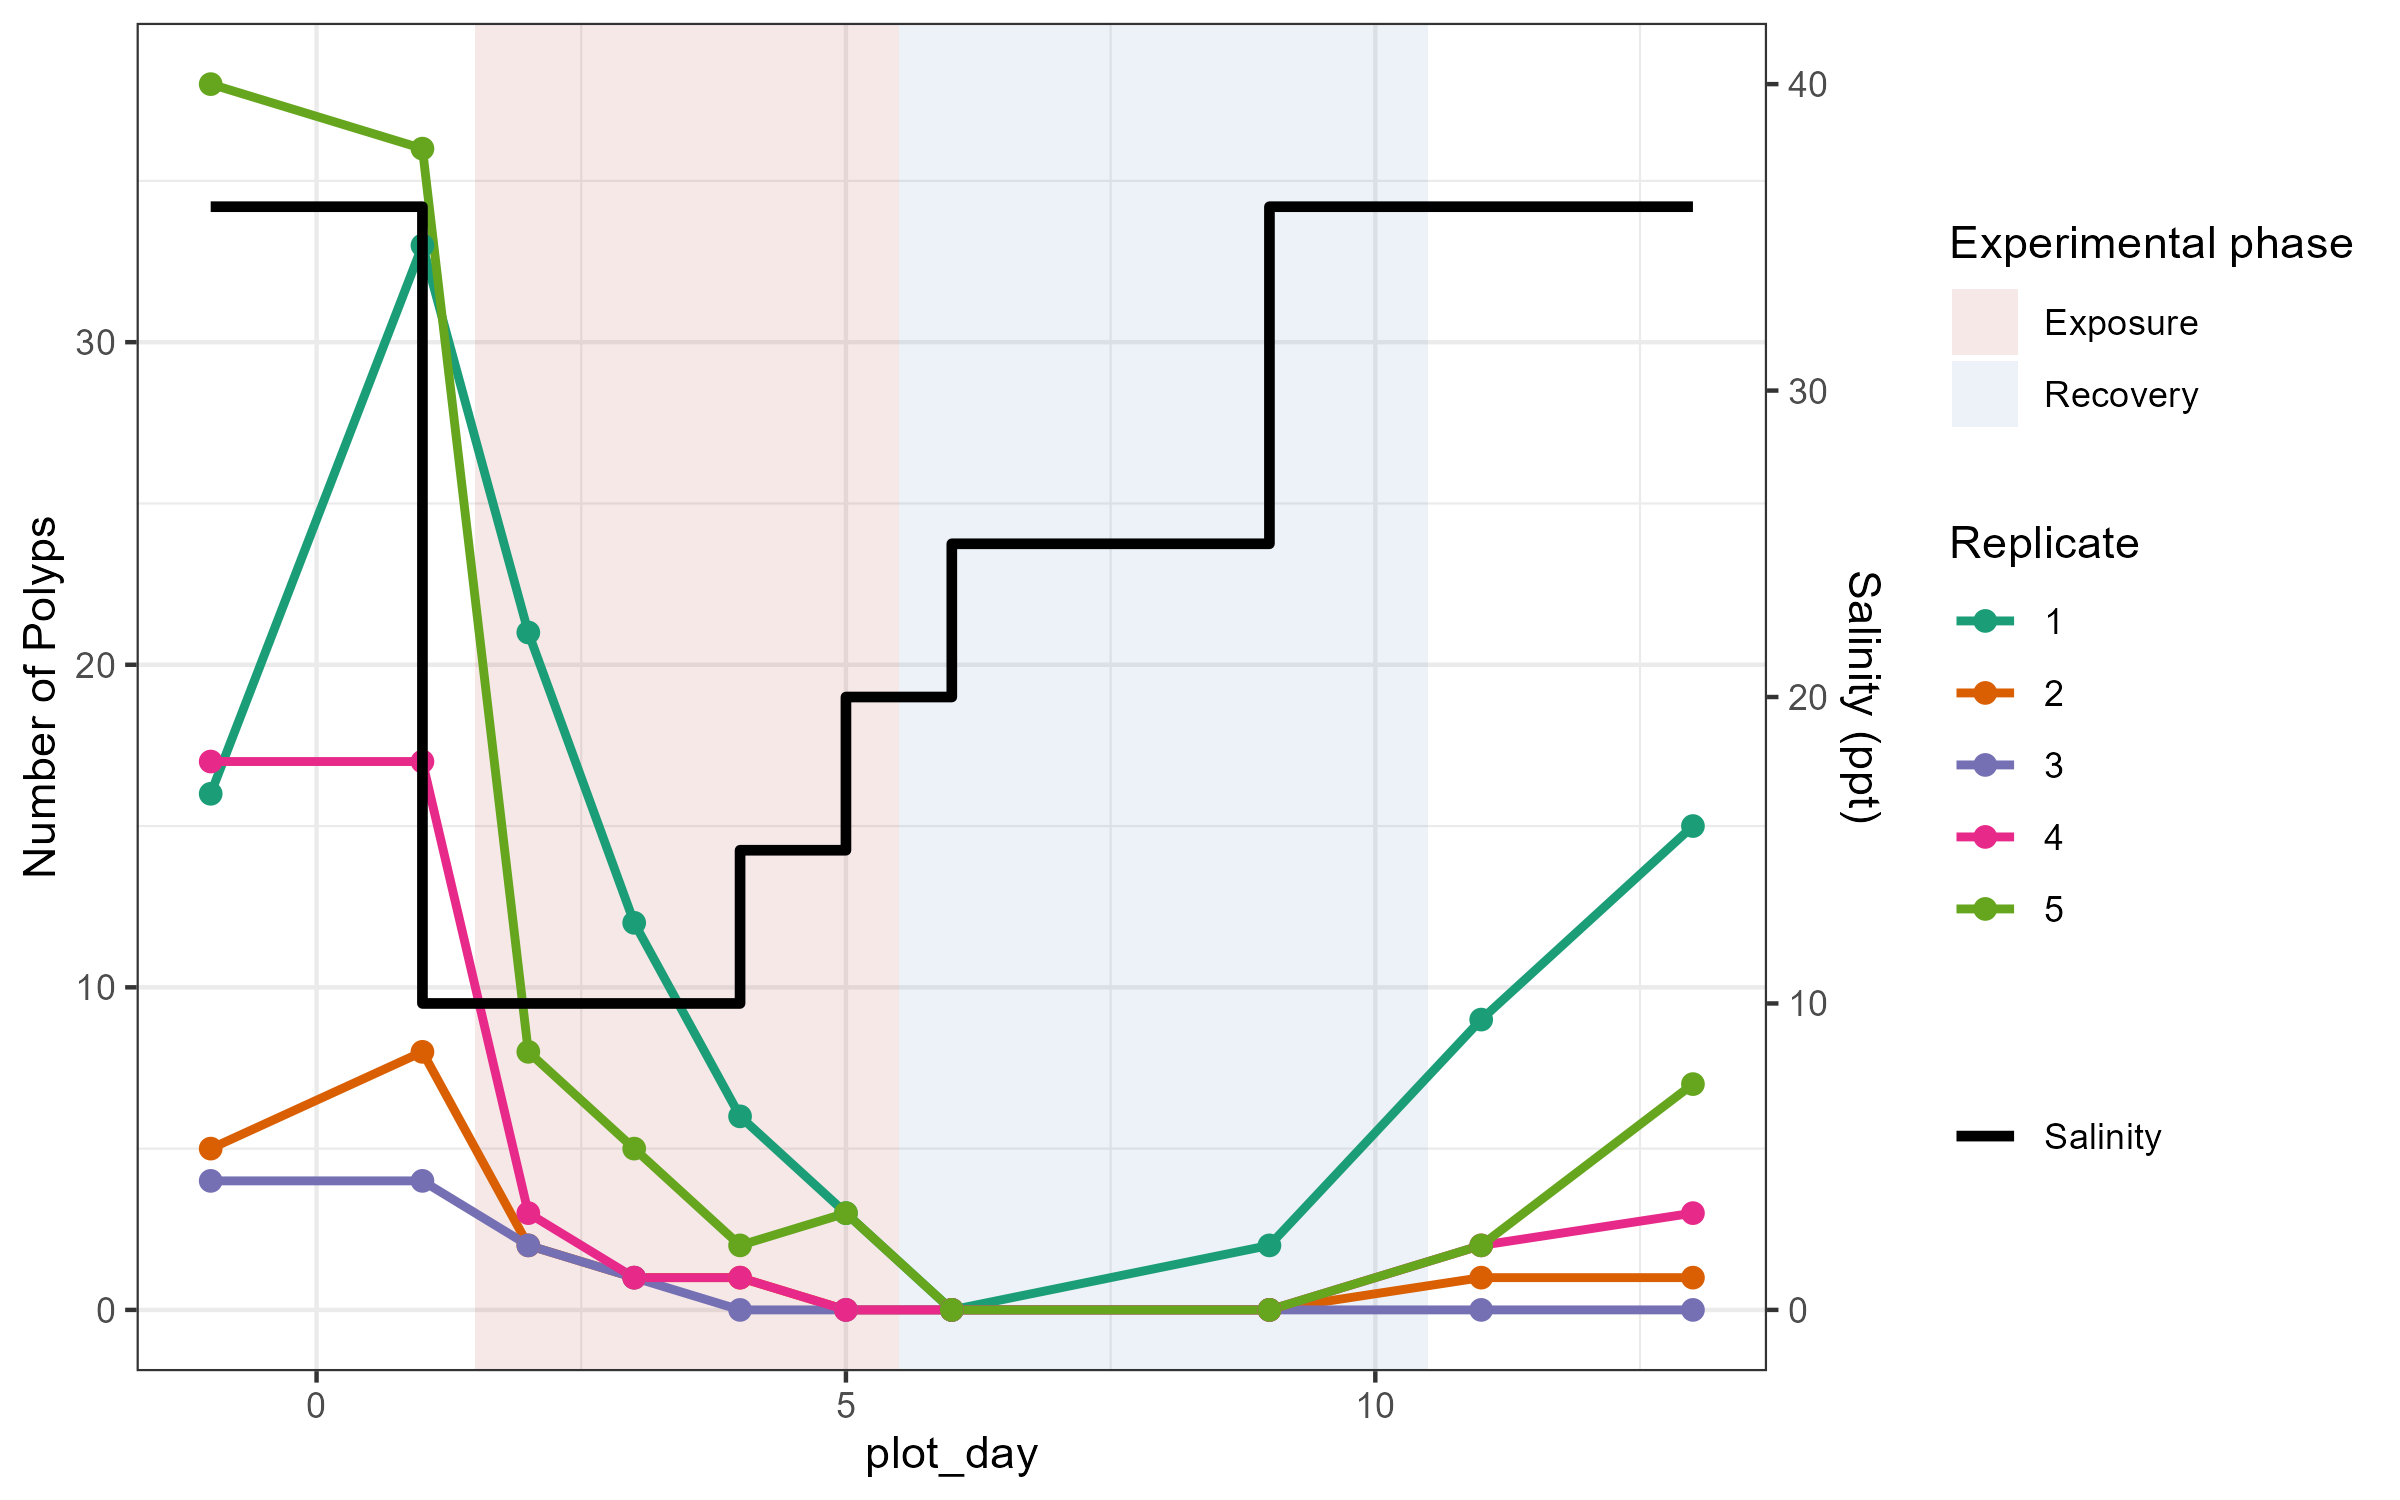 Number of Polyps
30
20
10
0
0
5
10
plot_day
40
30
20
10
0
Salinity (ppt)
Experimental phase
Exposure
Recovery
Replicate
1
2
3
4
5
Salinity